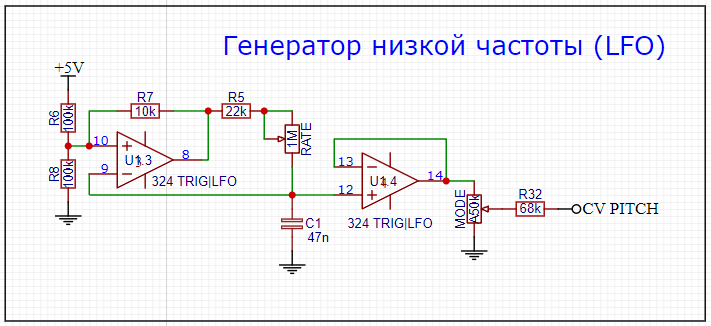 Генератор низкой частоты (LFO)
+5V
R6
100k
R7
10k
R5
22k
1M
RATE
10
9
8
U1.3
324 TRIG|LFO
R8
100k
13
12
14
U1.4
324 TRIG|LFO
C1
47n
MODE
A50k
R32
68k
CV PITCH